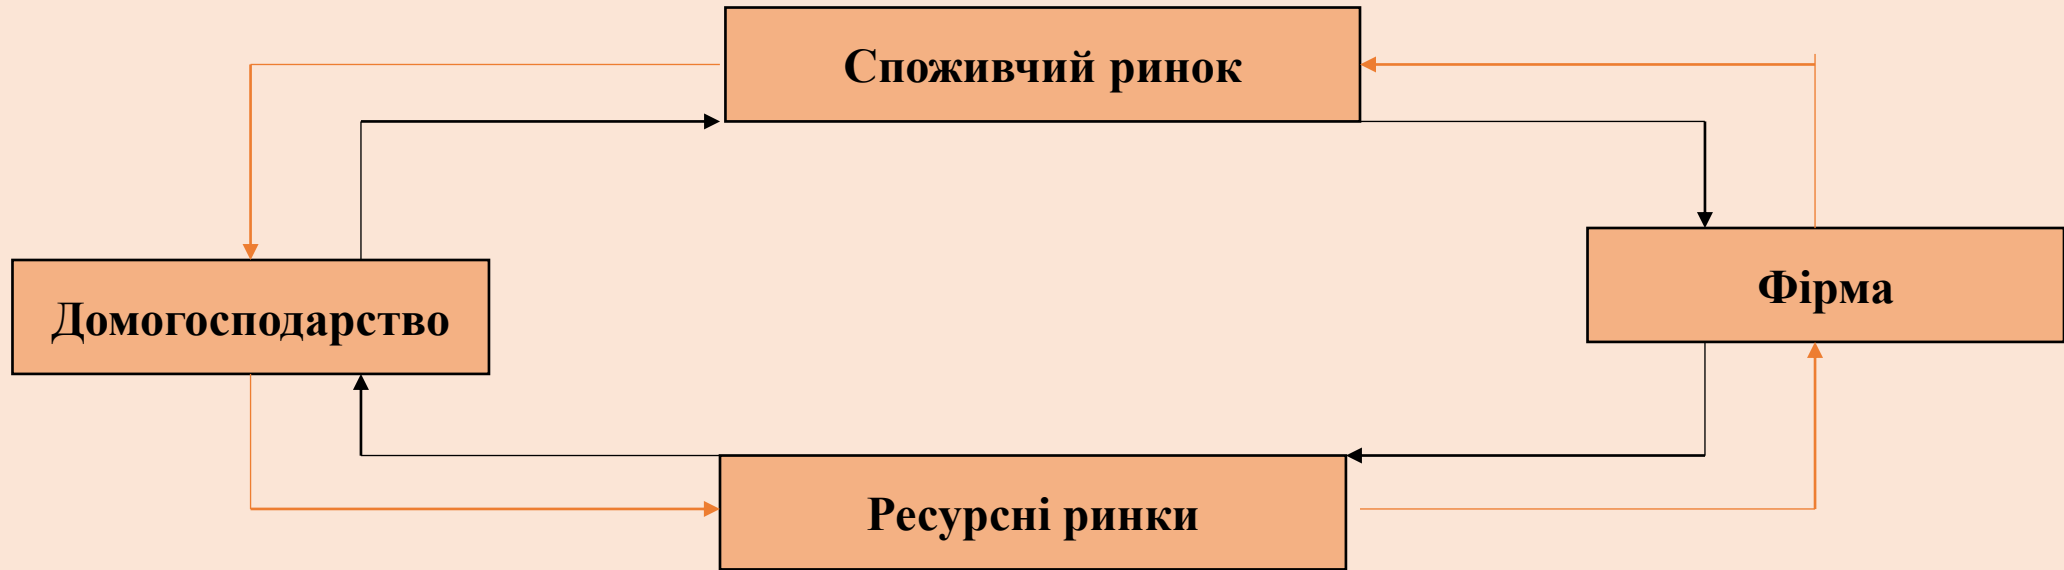 Споживчий ринок
Домогосподарство
Фірма
Ресурсні ринки